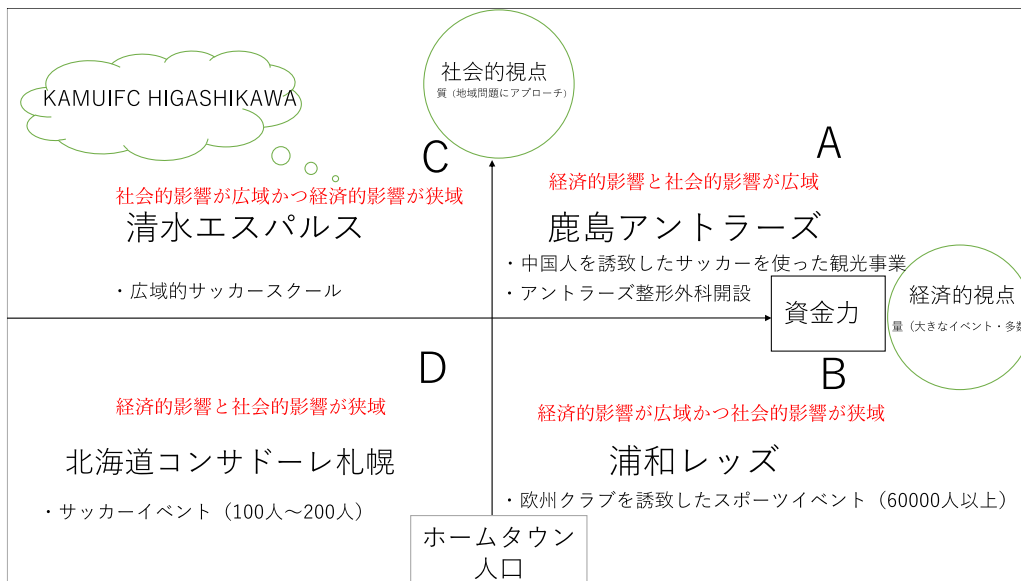 社会的視点
質 (地域問題にアプローチ)
KAMUIFC HIGASHIKAWA
C
社会的影響が広域かつ経済的影響が狭域
清水エスパルス
・広域的サッカースクール
A
経済的影響と社会的影響が広域
鹿島アントラーズ
・中国人を誘致したサッカーを使った観光事業
・アントラーズ整形外科開設
資金力
経済的視点
量（大きなイベント・多数
D
経済的影響と社会的影響が狭域
北海道コンサドーレ札幌
・サッカーイベント（100人～200人）
B
経済的影響が広域かつ社会的影響が狭域
浦和レッズ
・欧州クラブを誘致したスポーツイベント（60000人以上）
ホームタウン
人口